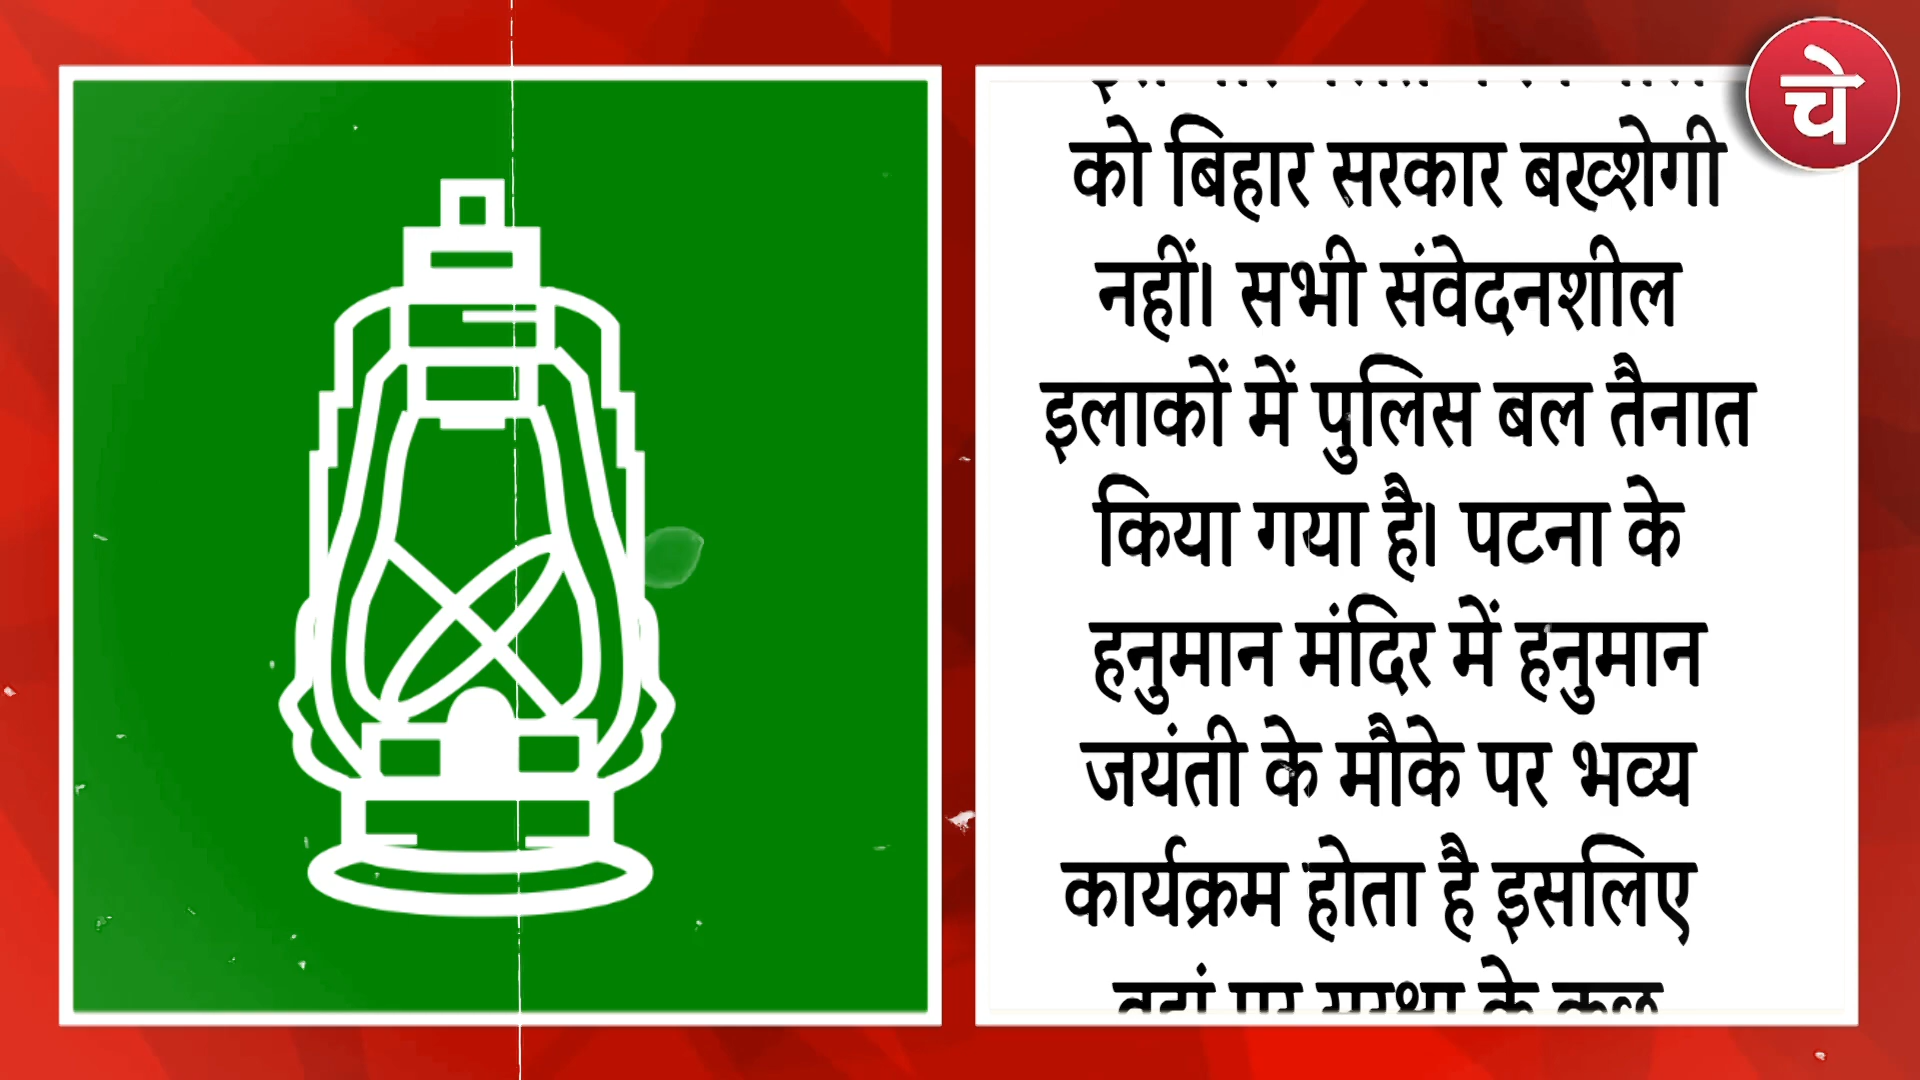 चे
को बिहार सरकार बख्शेगी
नहीं। सभी संवेदनशील
इलाकों में पुलिस बल तैनात
किया गया है। पटना के
हनुमान मंदिर में हनुमान
जयंती के मौके पर भव्य
कार्यक्रम होता है इसलिए